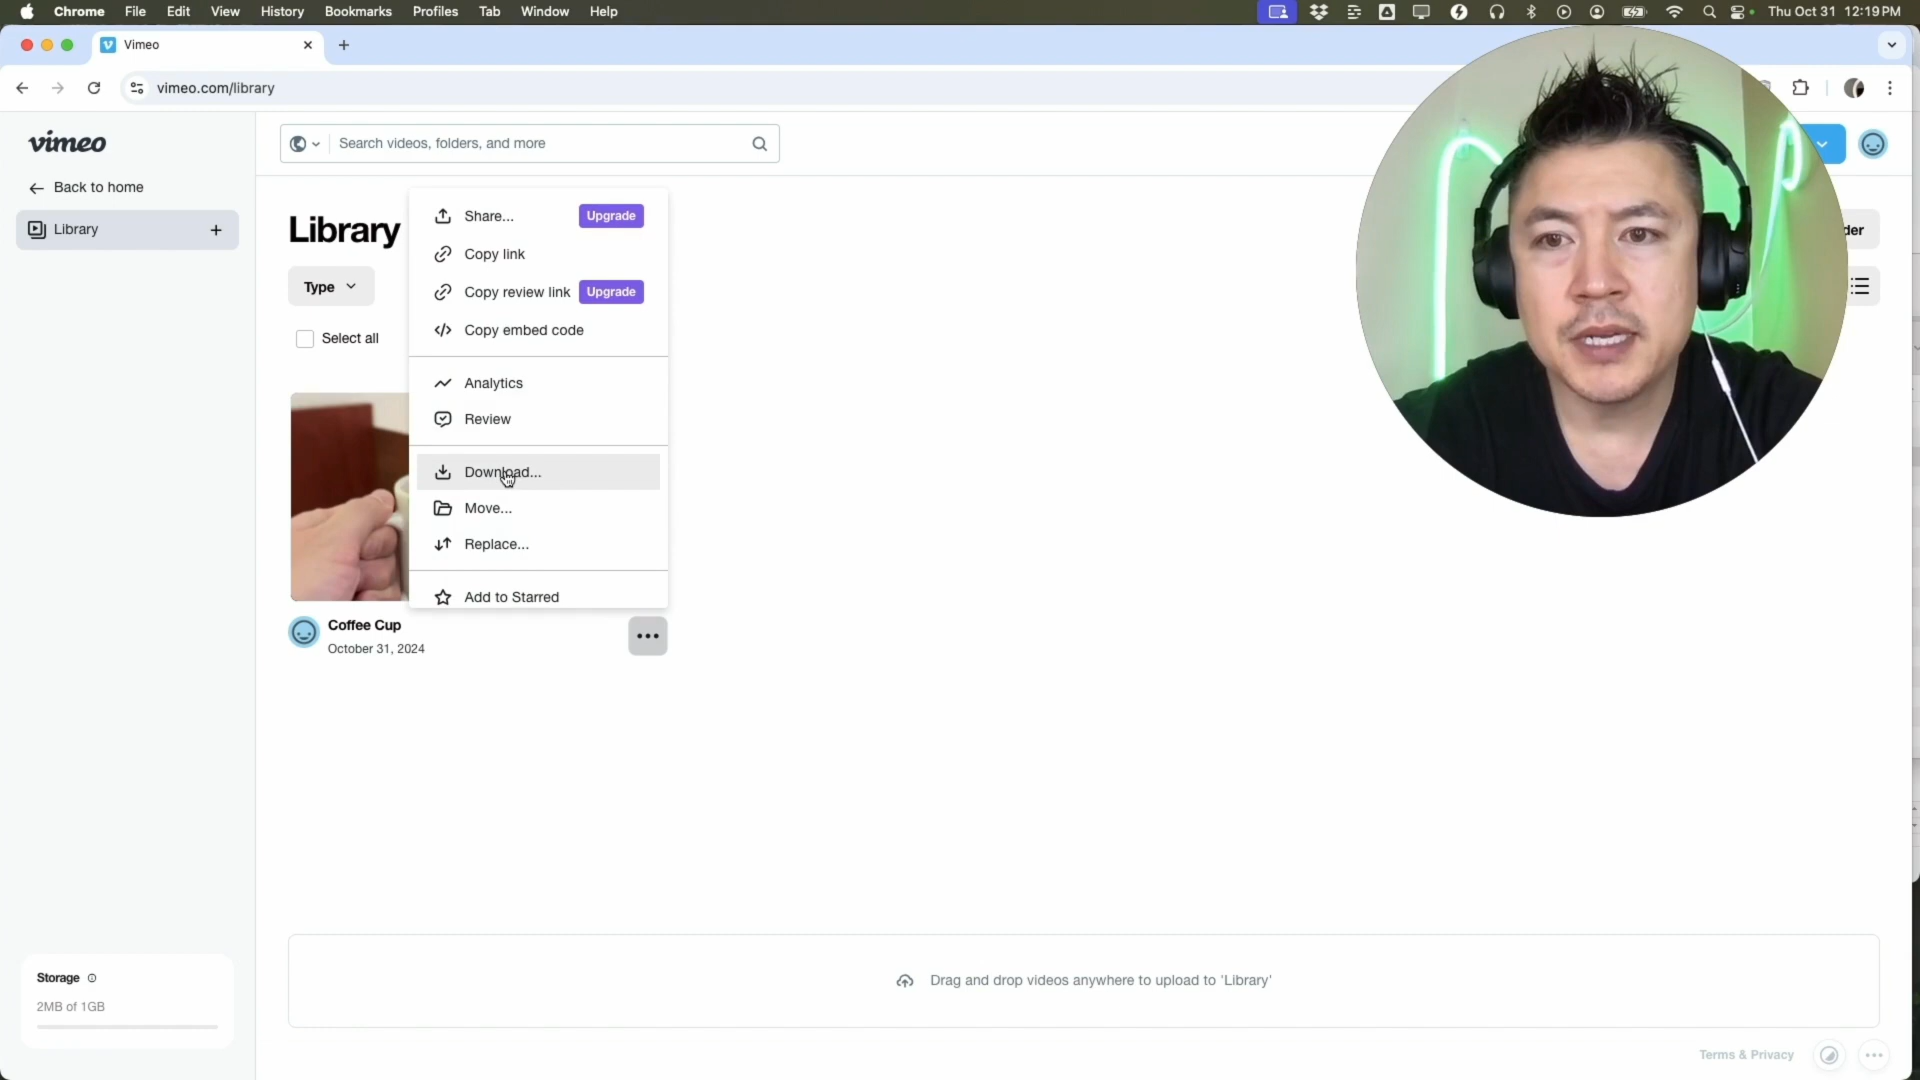 Chrome File Edit View History Bookmarks Profiles Tab Window Help
Thu Oct 31 12:19 PM
Vimeo
vimeo.com/library
vimeo
Search videos, folders, and more
Back to home
Library
Library
Type
Select all
Share... Upgrade
Copy link
Copy review link Upgrade
Copy embed code
Analytics
Review
Download...
Move...
Replace...
Add to Starred
Coffee Cup
October 31, 2024
Drag and drop videos anywhere to upload to 'Library'
Storage
2MB of 1GB
Terms & Privacy